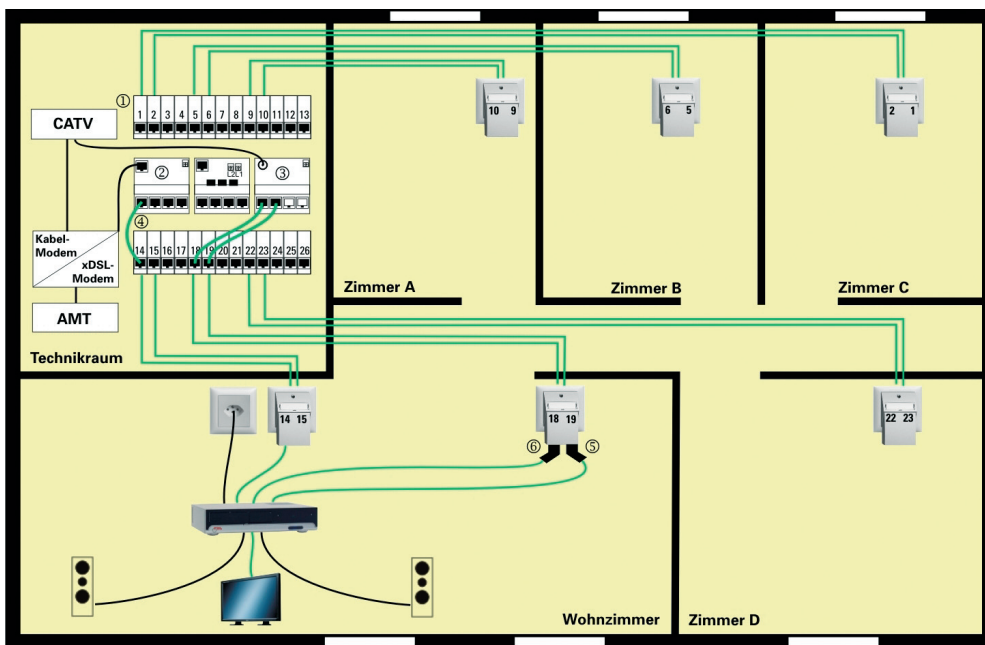 ①
1 2 3 4 5 6 7 8 9 10 11 12 13
CATV
10 9
6 5
2 1
②
L2 L1
③
④
Kabel-
Modem
xDSL-
Modem
14 15 16 17 18 19 20 21 22 23 24 25 26
AMT
Technikraum
Zimmer A
Zimmer B
Zimmer C
14 15
18 19
22 23
⑥
⑤
Wohnzimmer
Zimmer D